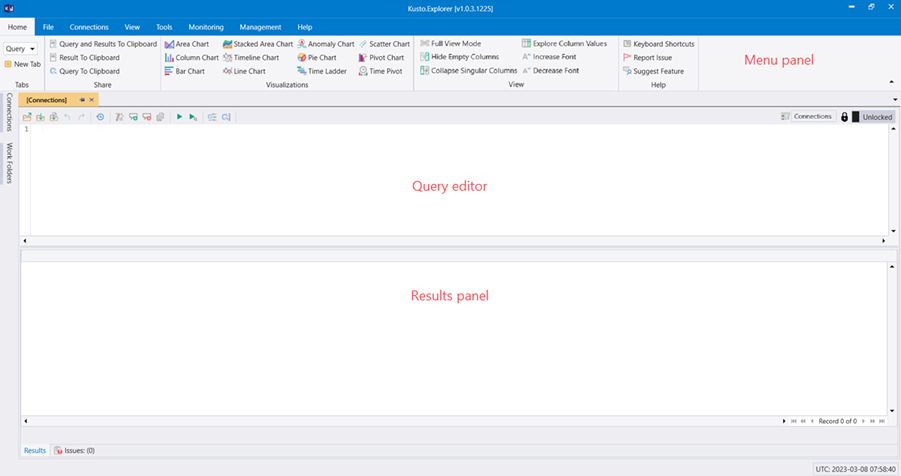 Kusto.Explorer [v1.0.3.1225]
Home File Connections View Tools Monitoring Management Help
Query Query and Results To Clipboard Area Chart Stacked Area Chart Anomaly Chart Scatter Chart Full View Mode Explore Column Values Keyboard Shortcuts
New Tab Result To Clipboard Column Chart Timeline Chart Pie Chart Pivot Chart Hide Empty Columns Increase Font Report Issue
Query To Clipboard Bar Chart Line Chart Time Ladder Time Pivot Collapse Singular Columns Decrease Font Suggest Feature
Menu panel
Tabs Share Visualizations View Help
[Connections]
Connections
Work Folders
Connections Unlocked
1
Query editor
Results panel
Record 0 of 0
Results Issues: (0)
UTC: 2023-03-08 07:58:40